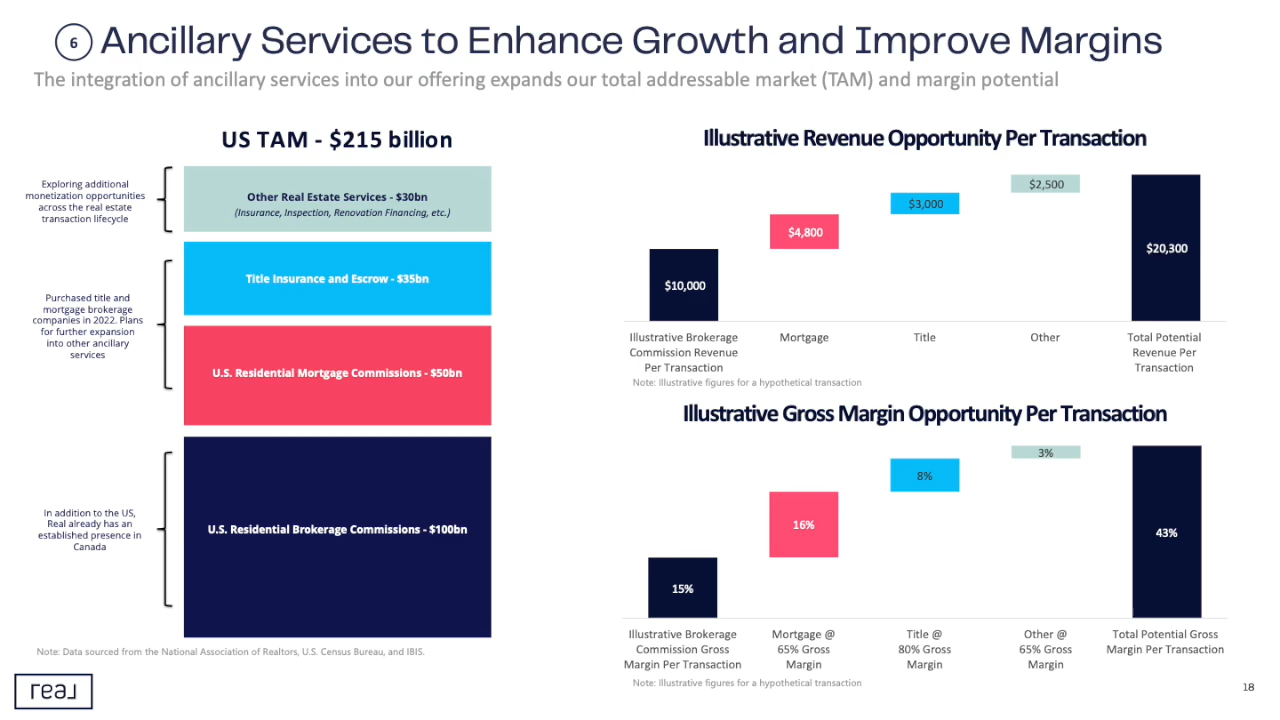 6 Ancillary Services to Enhance Growth and Improve Margins
The integration of ancillary services into our offering expands our total addressable market (TAM) and margin potential
US TAM - $215 billion
Exploring additional
monetization opportunities
across the real estate
transaction lifecycle
Other Real Estate Services - $30bn
(Insurance, Inspection, Renovation Financing, etc.)
Title Insurance and Escrow - $35bn
Purchased title and
mortgage brokerage
companies in 2022. Plans
for further expansion
into other ancillary
services
U.S. Residential Mortgage Commissions - $50bn
In addition to the US,
Real already has an
established presence in
Canada
U.S. Residential Brokerage Commissions - $100bn
Note: Data sourced from the National Association of Realtors, U.S. Census Bureau, and IBIS.
Illustrative Revenue Opportunity Per Transaction
$10,000
$4,800
$3,000
$2,500
$20,300
Illustrative Brokerage
Commission Revenue
Per Transaction
Mortgage
Title
Other
Total Potential
Revenue Per
Transaction
Note: Illustrative figures for a hypothetical transaction
Illustrative Gross Margin Opportunity Per Transaction
15%
16%
8%
3%
43%
Illustrative Brokerage
Commission Gross
Margin Per Transaction
Mortgage @
65% Gross
Margin
Title @
80% Gross
Margin
Other @
65% Gross
Margin
Total Potential Gross
Margin Per Transaction
Note: Illustrative figures for a hypothetical transaction
real
18